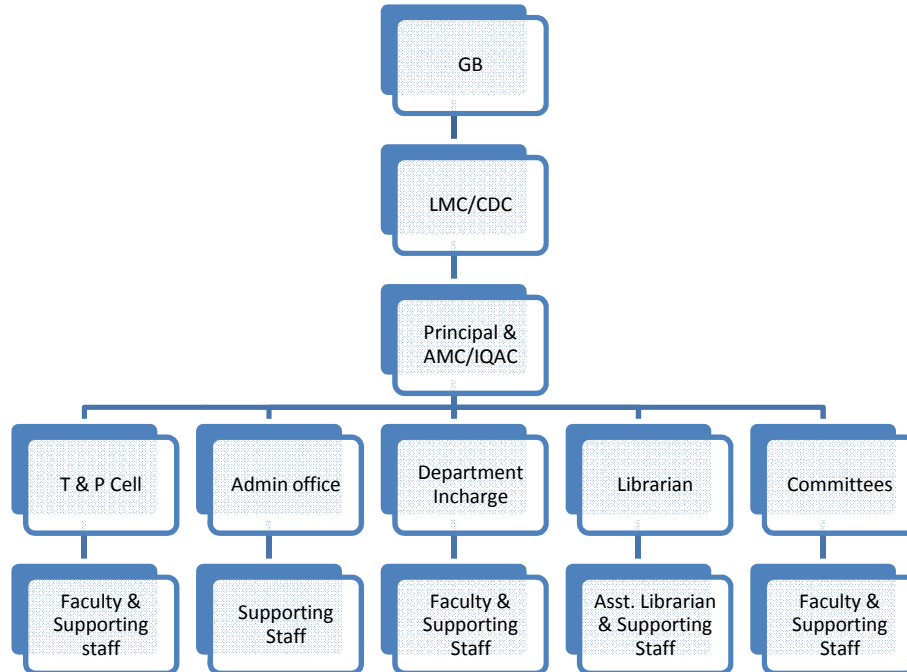 GB
LMC/CDC
Principal &
AMC/IQAC
T & P Cell
Admin office
Department
Incharge
Librarian
Committees
Faculty &
Supporting
staff
Supporting
Staff
Faculty &
Supporting
Staff
Asst. Librarian
& Supporting
Staff
Faculty &
Supporting
Staff